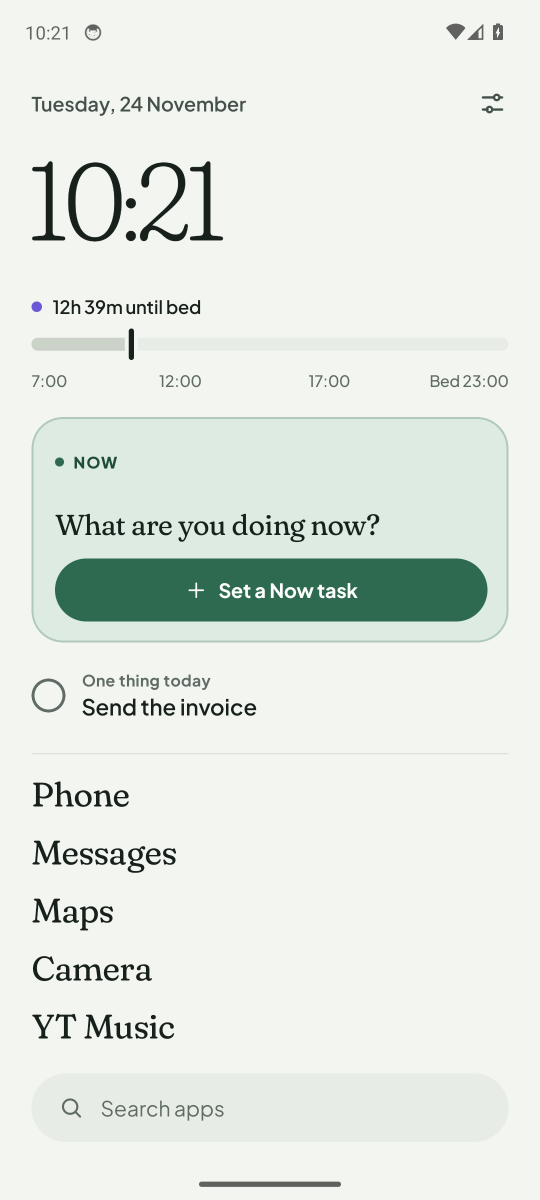 10:21
Tuesday, 24 November
10:21
12h 39m until bed
7:00 12:00 17:00 Bed 23:00
NOW
What are you doing now?
Set a Now task
One thing today
Send the invoice
Phone
Messages
Maps
Camera
YT Music
Search apps